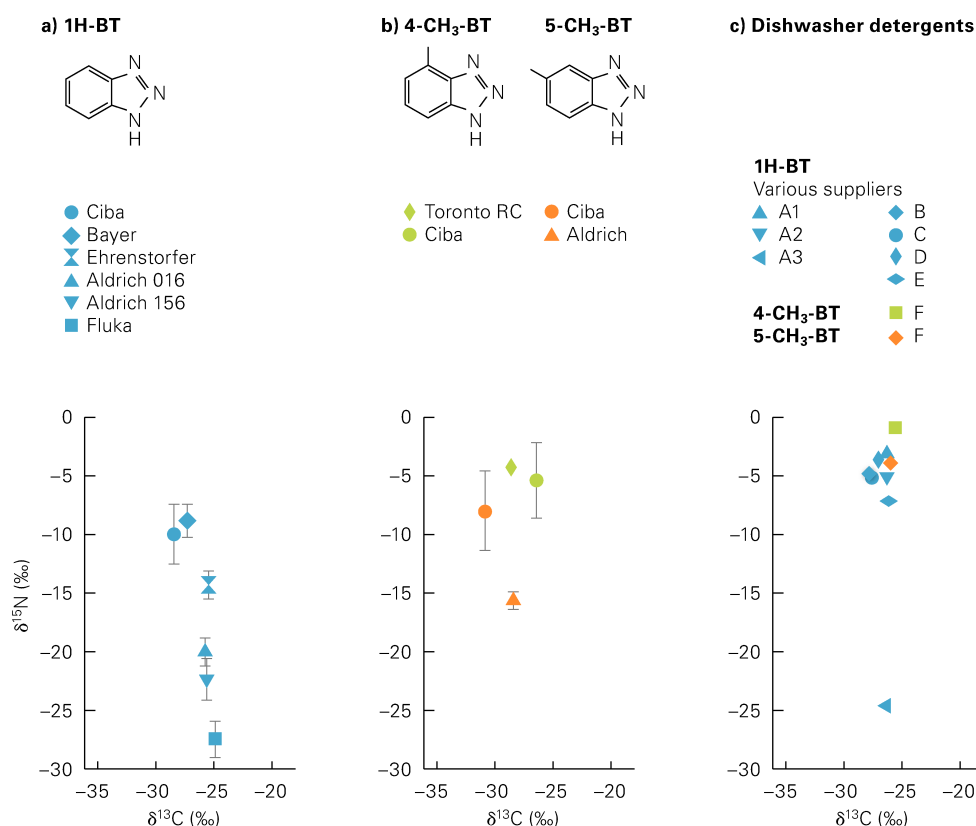 a) 1H-BT
N
N
N
H
Ciba
Bayer
Ehrenstorfer
Aldrich 016
Aldrich 156
Fluka
b) 4-CH₃-BT 5-CH₃-BT
N
N
N
H
N
N
N
H
Toronto RC
Ciba
Ciba
Aldrich
c) Dishwasher detergents
1H-BT
Various suppliers
A1
A2
A3
B
C
D
E
4-CH₃-BT F
5-CH₃-BT F
δ¹⁵N (‰)
0
−5
−10
−15
−20
−25
−30
−35 −30 −25 −20
δ¹³C (‰)
0
−5
−10
−15
−20
−25
−30
−35 −30 −25 −20
δ¹³C (‰)
0
−5
−10
−15
−20
−25
−30
−35 −30 −25 −20
δ¹³C (‰)